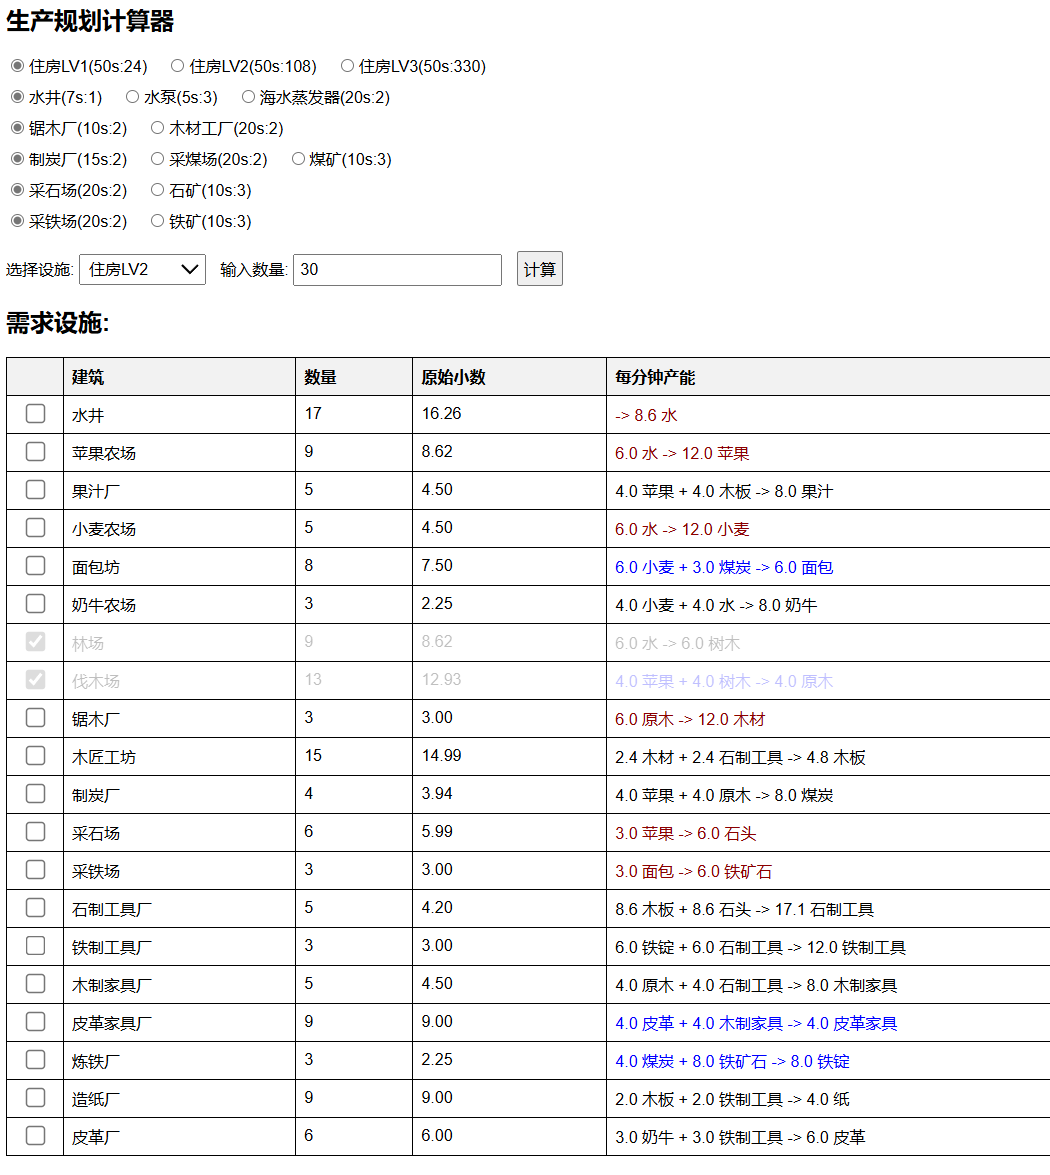 生产规划计算器
住房LV1(50s:24) 住房LV2(50s:108) 住房LV3(50s:330)
水井(7s:1) 水泵(5s:3) 海水蒸发器(20s:2)
锯木厂(10s:2) 木材工厂(20s:2)
制炭厂(15s:2) 采煤场(20s:2) 煤矿(10s:3)
采石场(20s:2) 石矿(10s:3)
采铁场(20s:2) 铁矿(10s:3)
选择设施: 住房LV2 输入数量: 30 计算
需求设施:
建筑 数量 原始小数 每分钟产能
水井 17 16.26 -> 8.6 水
苹果农场 9 8.62 6.0 水 -> 12.0 苹果
果汁厂 5 4.50 4.0 苹果 + 4.0 木板 -> 8.0 果汁
小麦农场 5 4.50 6.0 水 -> 12.0 小麦
面包坊 8 7.50 6.0 小麦 + 3.0 煤炭 -> 6.0 面包
奶牛农场 3 2.25 4.0 小麦 + 4.0 水 -> 8.0 奶牛
林场 9 8.62 6.0 水 -> 6.0 树木
伐木场 13 12.93 4.0 苹果 + 4.0 树木 -> 4.0 原木
锯木厂 3 3.00 6.0 原木 -> 12.0 木材
木匠工坊 15 14.99 2.4 木材 + 2.4 石制工具 -> 4.8 木板
制炭厂 4 3.94 4.0 苹果 + 4.0 原木 -> 8.0 煤炭
采石场 6 5.99 3.0 苹果 -> 6.0 石头
采铁场 3 3.00 3.0 面包 -> 6.0 铁矿石
石制工具厂 5 4.20 8.6 木板 + 8.6 石头 -> 17.1 石制工具
铁制工具厂 3 3.00 6.0 铁锭 + 6.0 石制工具 -> 12.0 铁制工具
木制家具厂 5 4.50 4.0 原木 + 4.0 石制工具 -> 8.0 木制家具
皮革家具厂 9 9.00 4.0 皮革 + 4.0 木制家具 -> 4.0 皮革家具
炼铁厂 3 2.25 4.0 煤炭 + 8.0 铁矿石 -> 8.0 铁锭
造纸厂 9 9.00 2.0 木板 + 2.0 铁制工具 -> 4.0 纸
皮革厂 6 6.00 3.0 奶牛 + 3.0 铁制工具 -> 6.0 皮革